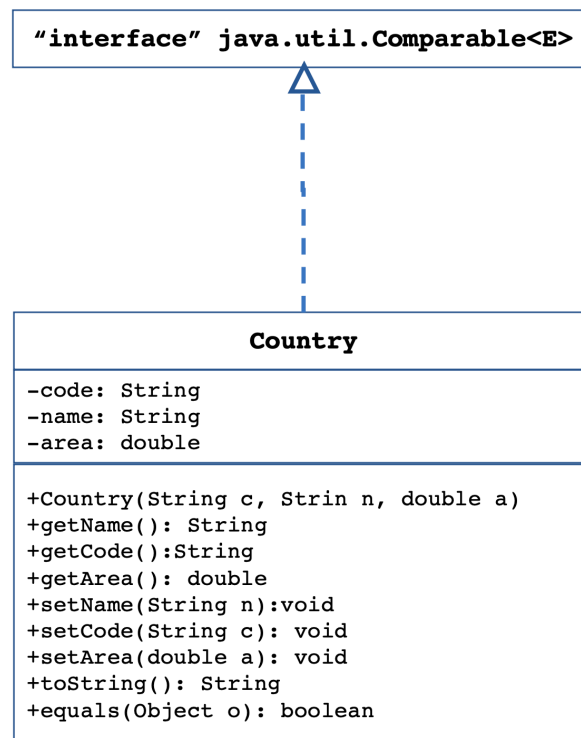 “interface” java.util.Comparable<E>
Country
-code: String
-name: String
-area: double
+Country(String c, Strin n, double a)
+getName(): String
+getCode():String
+getArea(): double
+setName(String n):void
+setCode(String c): void
+setArea(double a): void
+toString(): String
+equals(Object o): boolean